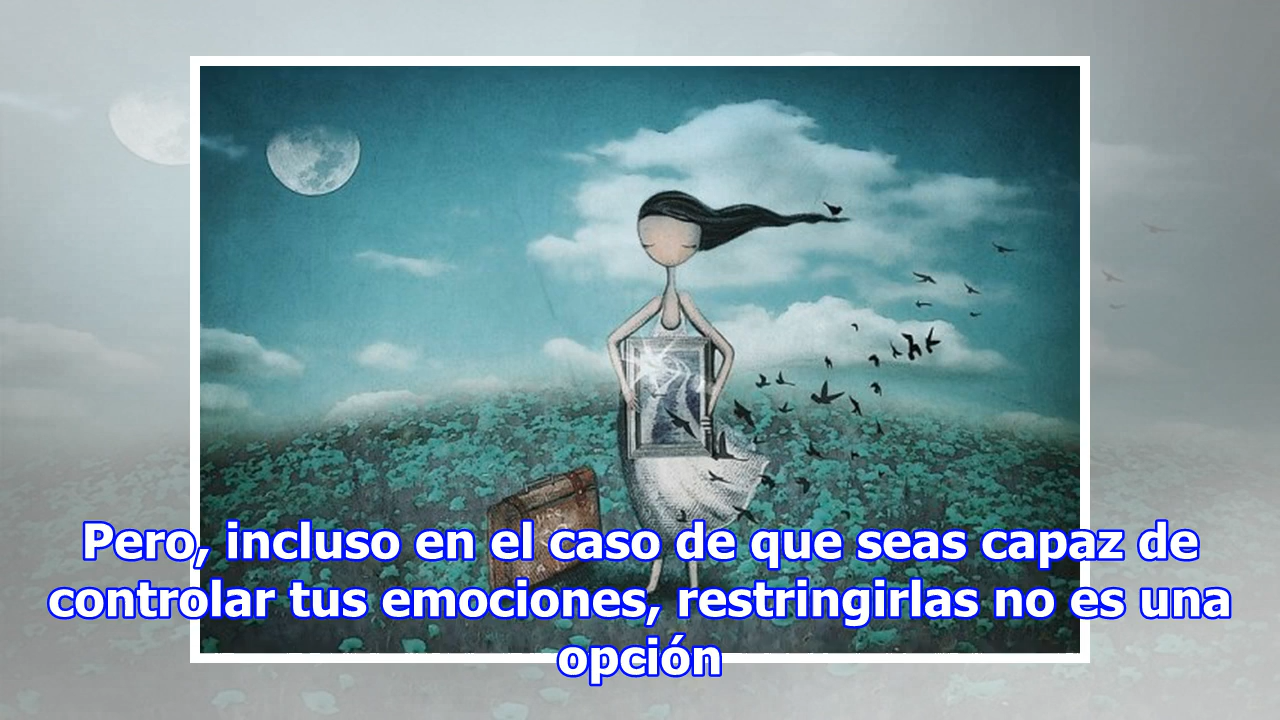 Pero, incluso en el caso de que seas capaz de
controlar tus emociones, restringirlas no es una
opción